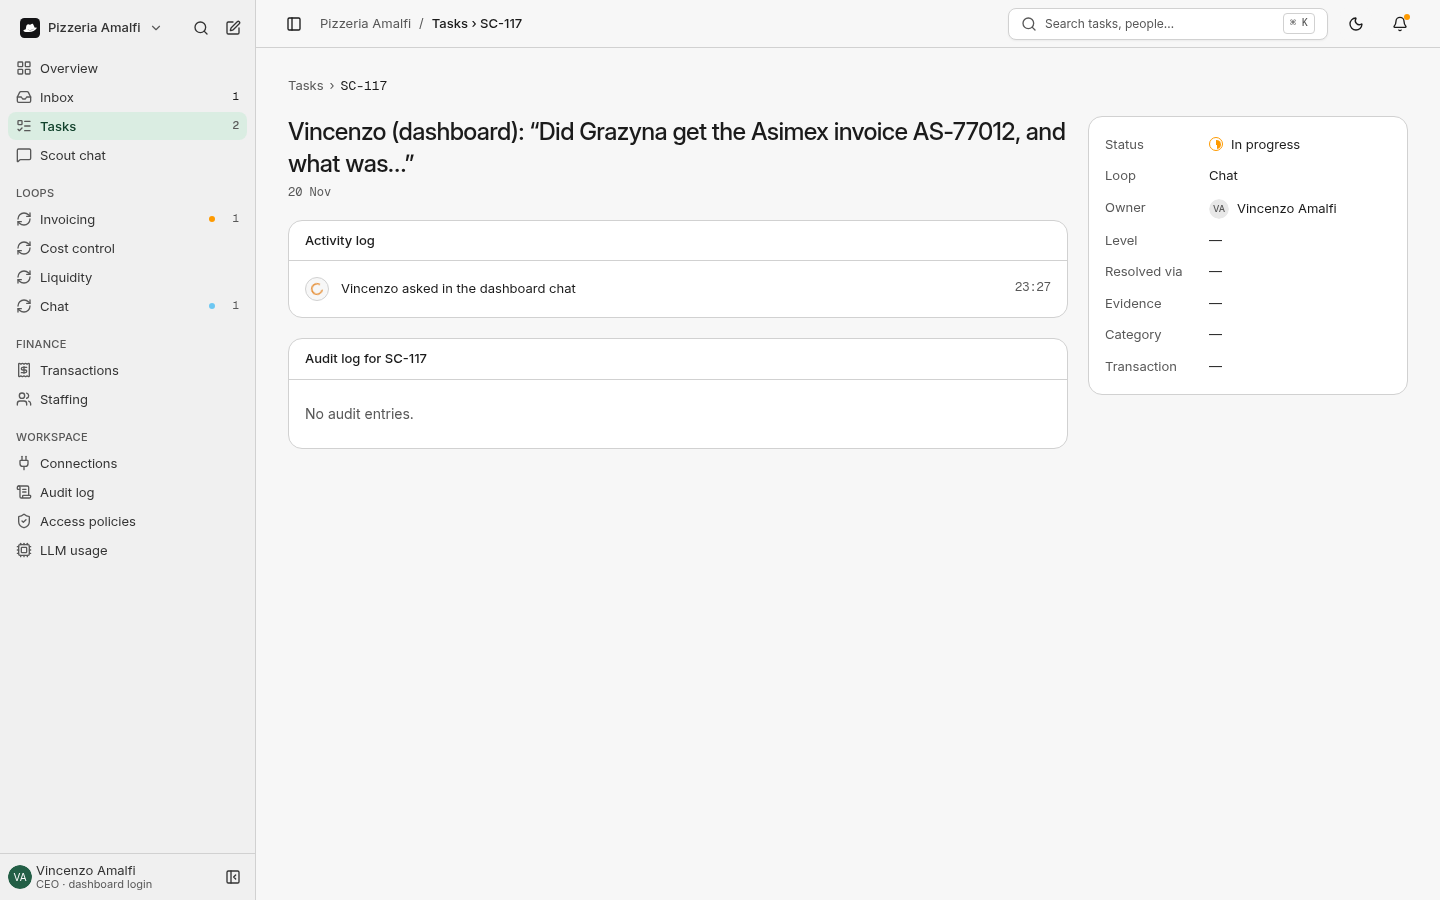 Pizzeria Amalfi
Overview
Inbox 1
Tasks 2
Scout chat
LOOPS
Invoicing 1
Cost control
Liquidity
Chat 1
FINANCE
Transactions
Staffing
WORKSPACE
Connections
Audit log
Access policies
LLM usage
VA
Vincenzo Amalfi
CEO · dashboard login
Pizzeria Amalfi / Tasks › SC-117
Search tasks, people... ⌘ K
Tasks › SC-117
Vincenzo (dashboard): “Did Grazyna get the Asimex invoice AS-77012, and
what was...”
20 Nov
Activity log
Vincenzo asked in the dashboard chat 23:27
Audit log for SC-117
No audit entries.
Status In progress
Loop Chat
Owner VA Vincenzo Amalfi
Level —
Resolved via —
Evidence —
Category —
Transaction —